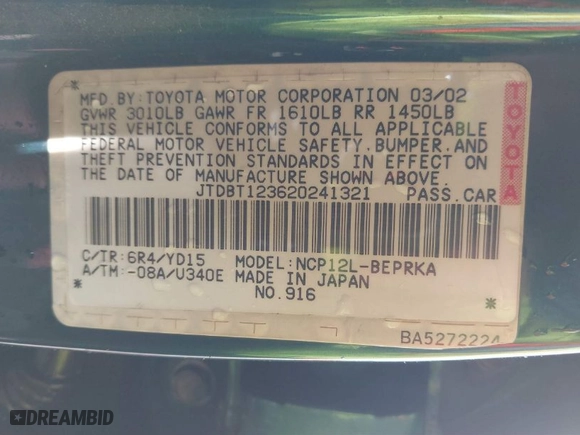 MFD.BY:TOYOTA MOTOR CORPORATION 03/02
GVWR 3010LB GAWR FR 1610LB RR 1450LB
THIS VEHICLE CONFORMS TO ALL APPLICABLE
FEDERAL MOTOR VEHICLE SAFETY,BUMPER,AND
THEFT PREVENTION STANDARDS IN EFFECT ON
THE DATE OF MANUFACTURE SHOWN ABOVE.
JTDBT123620241321 PASS.CAR
TOYOTA
C/TR:6R4/YD15 MODEL:NCP12L-BEPRKA
A/TM:-08A/U340E MADE IN JAPAN
NO.916
BA5272224
DREAMBID